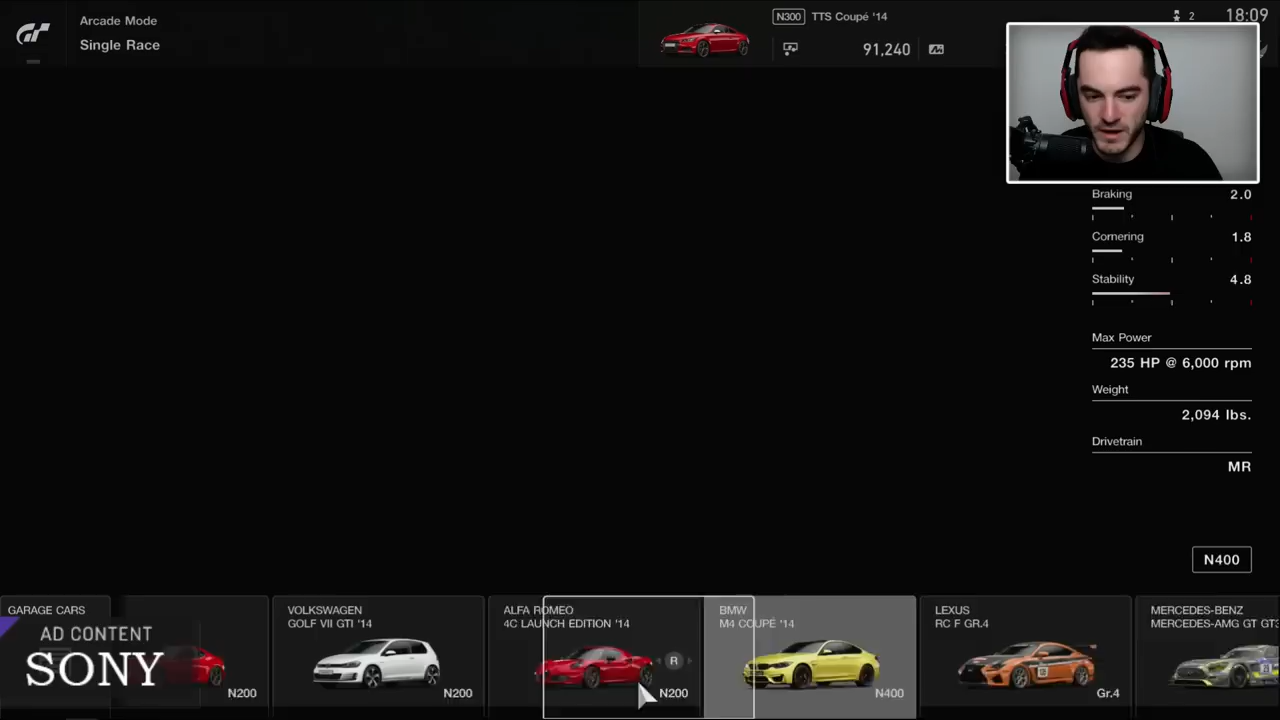 Arcade Mode
Single Race
N300 TTS Coupé '14
91,240
2
18:09
Braking 2.0
Cornering 1.8
Stability 4.8
Max Power
235 HP @ 6,000 rpm
Weight
2,094 lbs.
Drivetrain
MR
N400
GARAGE CARS
N200
VOLKSWAGEN
GOLF VII GTI '14
N200
ALFA ROMEO
4C LAUNCH EDITION '14
R
N200
BMW
M4 COUPÉ '14
N400
LEXUS
RC F GR.4
Gr.4
MERCEDES-BENZ
MERCEDES-AMG GT GT3
AD CONTENT
SONY